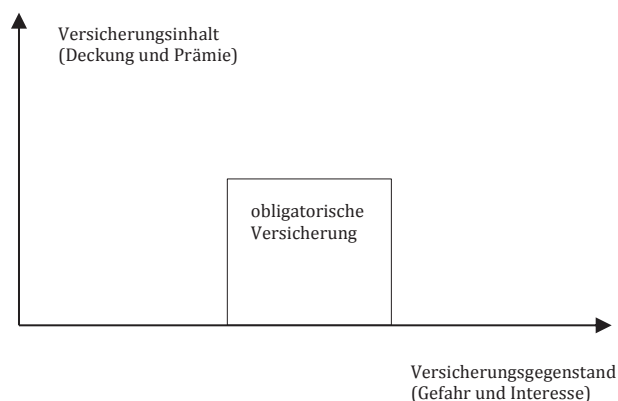 Versicherungsinhalt
(Deckung und Prämie)
obligatorische
Versicherung
Versicherungsgegenstand
(Gefahr und Interesse)